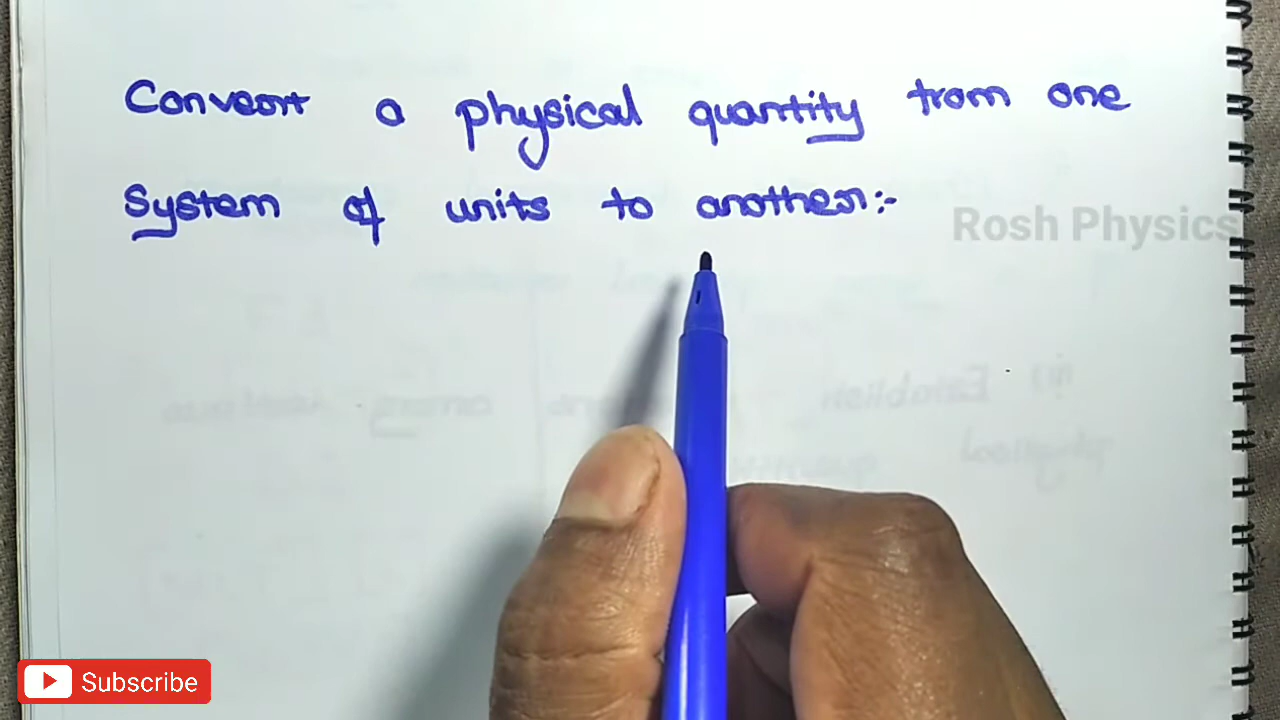 Convert a physical quantity from one
System of units to another:-
Rosh Physics
Subscribe